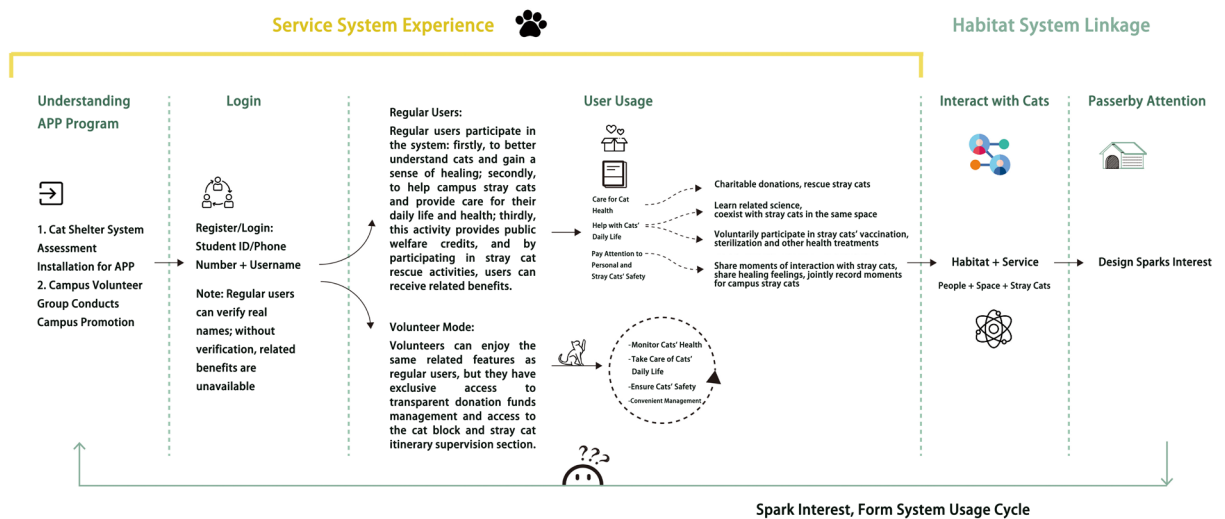 Service System Experience
Habitat System Linkage
Understanding
APP Program
1. Cat Shelter System
Assessment
Installation for APP
2. Campus Volunteer
Group Conducts
Campus Promotion
Login
Register/Login:
Student ID/Phone
Number + Username
Note: Regular users
can verify real
names; without
verification, related
benefits are
unavailable
Regular Users:
Regular users participate in
the system: firstly, to better
understand cats and gain a
sense of healing; secondly,
to help campus stray cats
and provide care for their
daily life and health; thirdly,
this activity provides public
welfare credits, and by
participating in stray cat
rescue activities, users can
receive related benefits.
Volunteer Mode:
Volunteers can enjoy the
same related features as
regular users, but they have
exclusive access to
transparent donation funds
management and access to
the cat block and stray cat
itinerary supervision section.
User Usage
Care for Cat
Health
Help with Cats'
Daily Life
Pay Attention to
Personal and
Stray Cats' Safety
Charitable donations, rescue stray cats
Learn related science,
coexist with stray cats in the same space
Voluntarily participate in stray cats' vaccination,
sterilization and other health treatments
Share moments of interaction with stray cats,
share healing feelings, jointly record moments
for campus stray cats
-Monitor Cats' Health
-Take Care of Cats'
Daily Life
-Ensure Cats' Safety
-Convenient Management
Interact with Cats
Habitat + Service
People + Space + Stray Cats
Passerby Attention
Design Sparks Interest
???
Spark Interest, Form System Usage Cycle